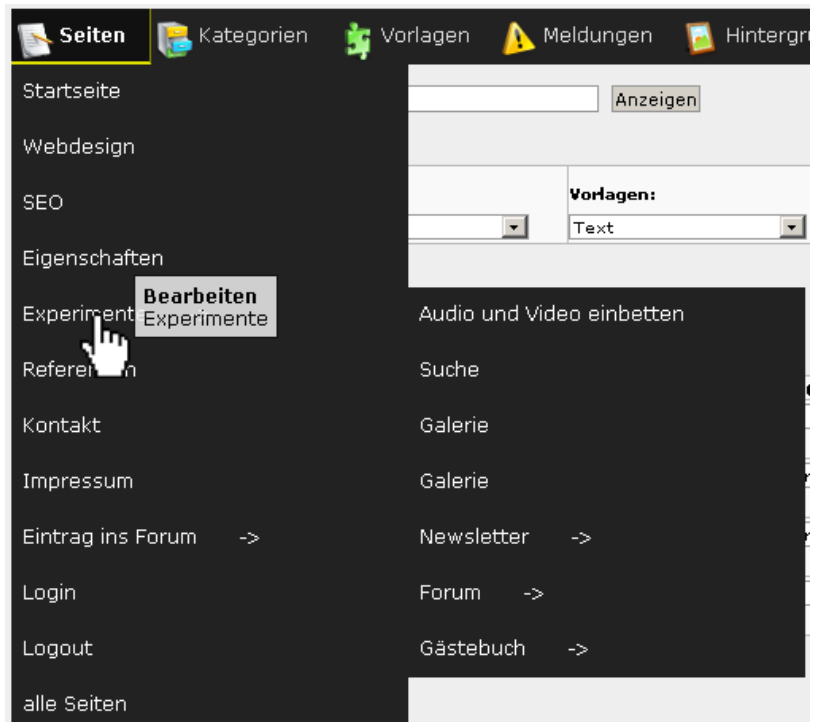 Seiten Kategorien Vorlagen Meldungen
Startseite
Anzeigen
Webdesign
SEO
Vorlagen:
Text
Eigenschaften
Bearbeiten
Experimente
Experimente
Audio und Video einbetten
Suche
Kontakt
Galerie
Impressum
Galerie
Eintrag ins Forum ->
Newsletter ->
Login
Forum ->
Logout
Gästebuch ->
alle Seiten